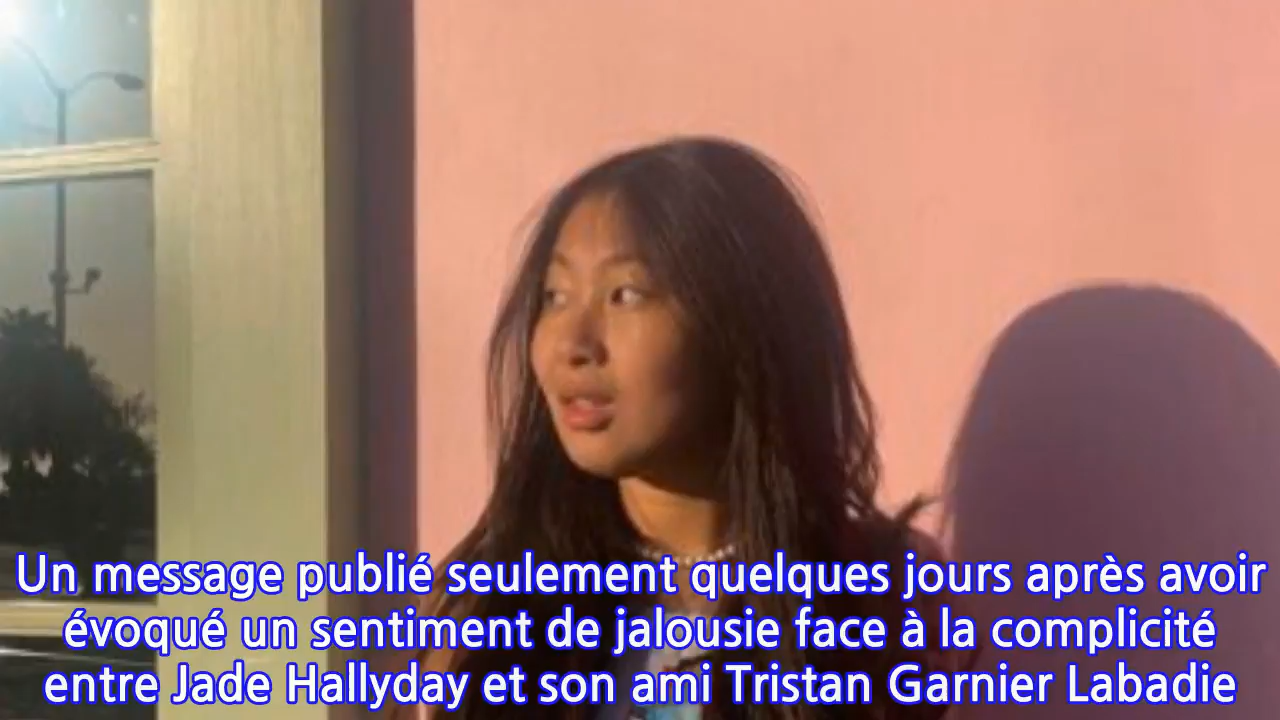 Un message publié seulement quelques jours après avoir
évoqué un sentiment de jalousie face à la complicité
entre Jade Hallyday et son ami Tristan Garnier Labadie